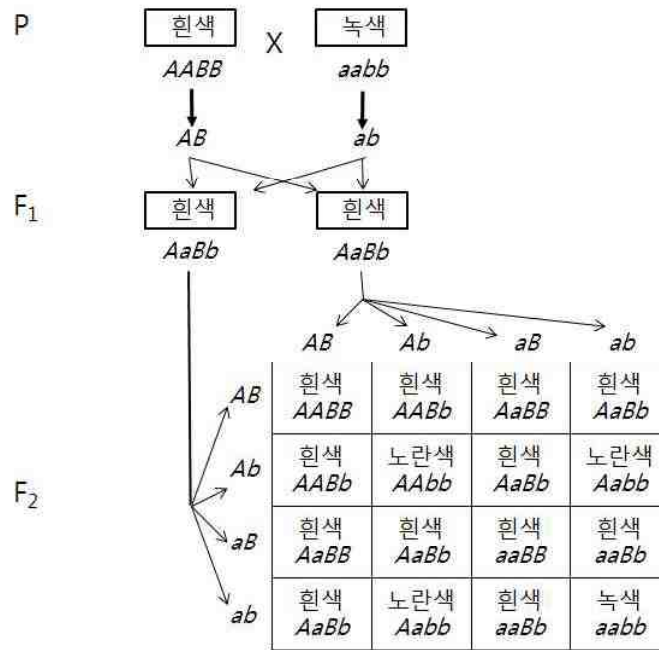 P
흰색 X 녹색
AABB aabb
AB ab
F₁
흰색 흰색
AaBb AaBb
AB Ab aB ab
AB 흰색 흰색 흰색 흰색
AABB AABb AaBB AaBb
Ab 흰색 노란색 흰색 노란색
AABb AAbb AaBb Aabb
F₂
aB 흰색 흰색 흰색 흰색
AaBB AaBb aaBB aaBb
ab 흰색 노란색 흰색 녹색
AaBb Aabb aaBb aabb